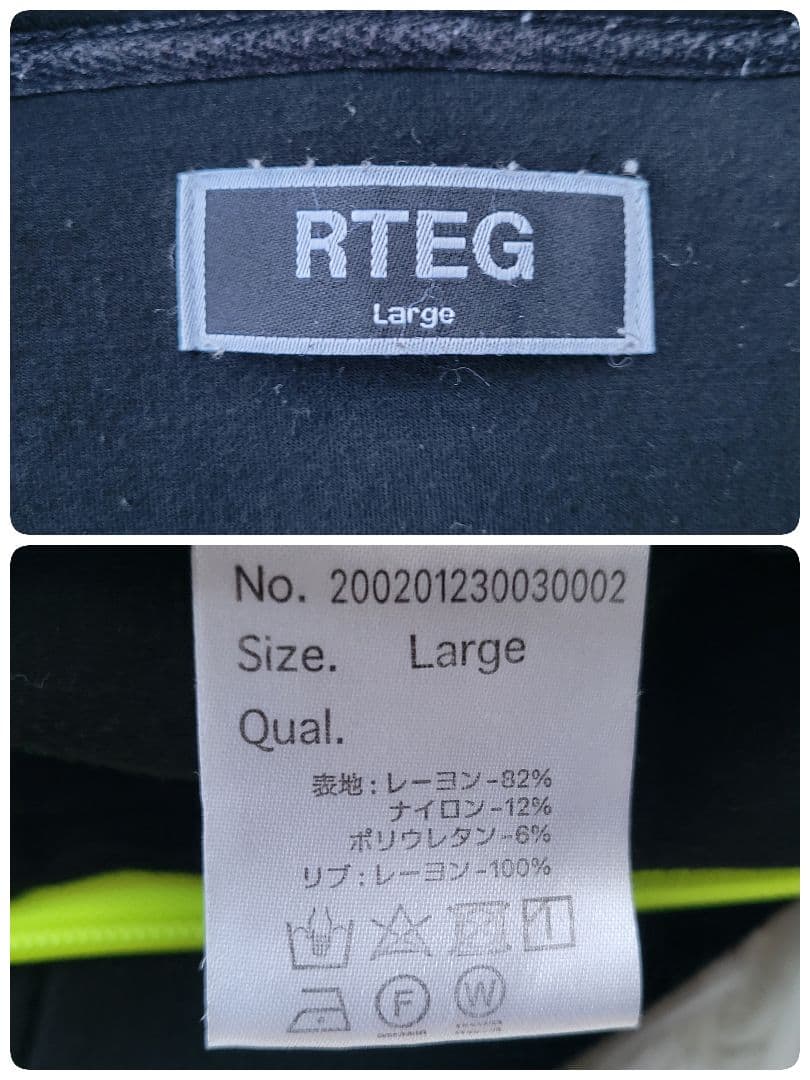 RTEG
Large
No. 200201230030002
Size. Large
Qual.
表地:レーヨン-82%
ナイロン-12%
ポリウレタン-6%
リブ:レーヨン-100%
F
W